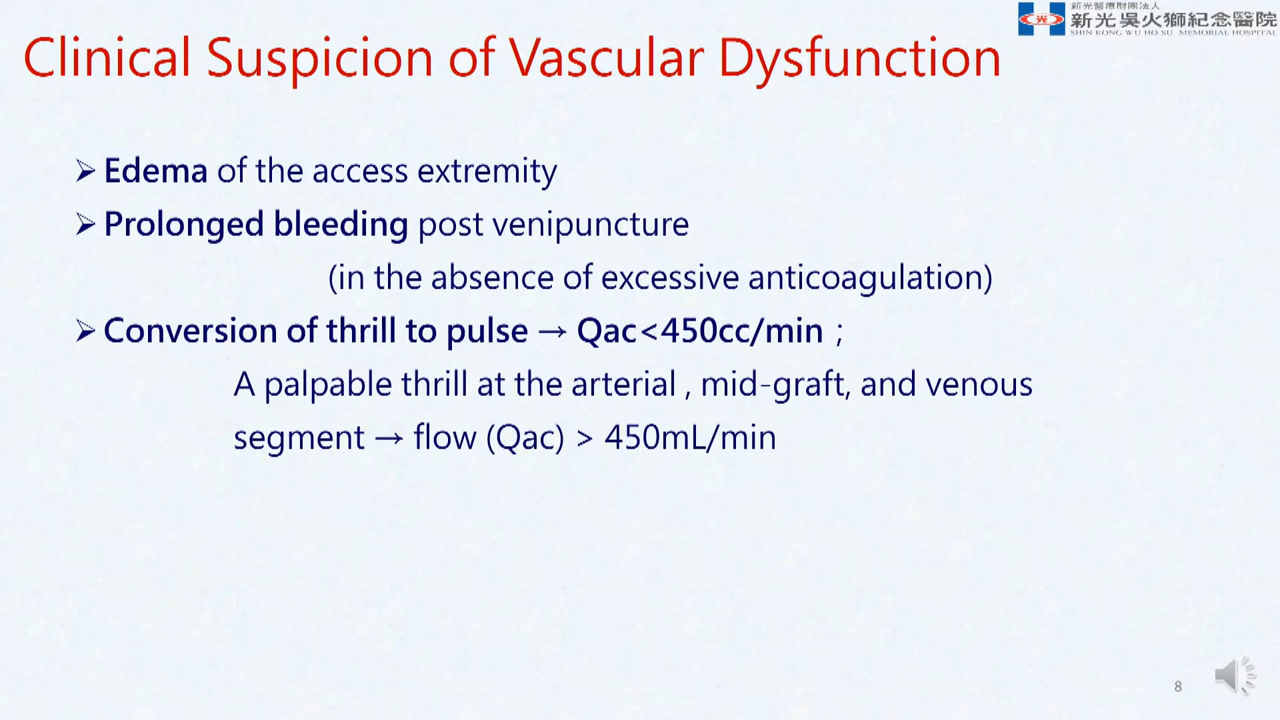 新光醫療財團法人
新光吳火獅紀念醫院
SHIN KONG WU HO SU MEMORIAL HOSPITAL
Clinical Suspicion of Vascular Dysfunction
➢ Edema of the access extremity
➢ Prolonged bleeding post venipuncture
(in the absence of excessive anticoagulation)
➢ Conversion of thrill to pulse → Qac<450cc/min；
A palpable thrill at the arterial , mid-graft, and venous
segment → flow (Qac) > 450mL/min
8